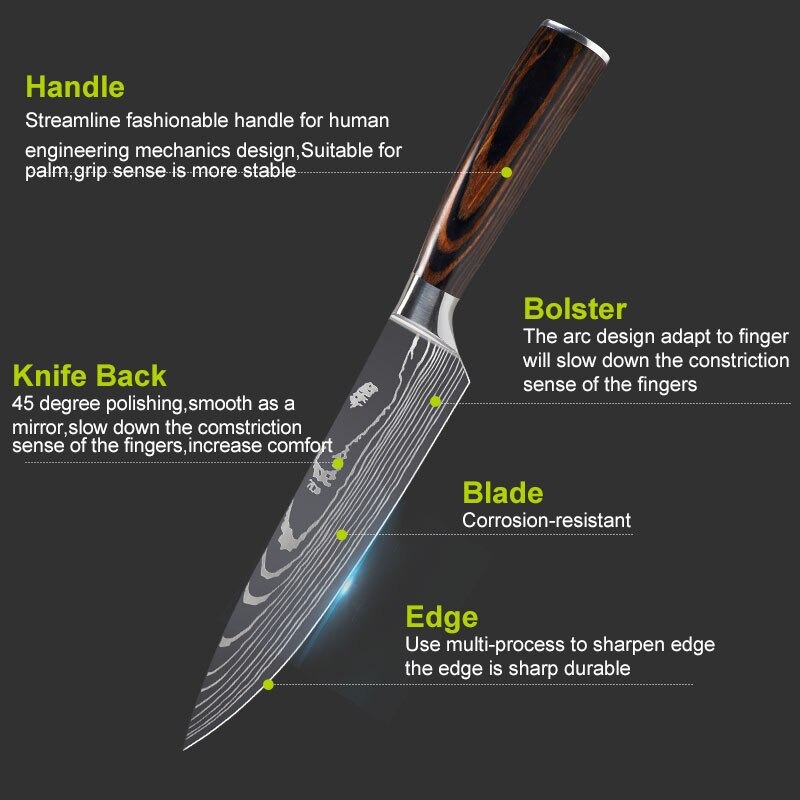 Handle
Streamline fashionable handle for human
engineering mechanics design,Suitable for
palm,grip sense is more stable
Bolster
The arc design adapt to finger
will slow down the constriction
sense of the fingers
Knife Back
45 degree polishing,smooth as a
mirror,slow down the comstriction
sense of the fingers,increase comfort
Blade
Corrosion-resistant
Edge
Use multi-process to sharpen edge
the edge is sharp durable